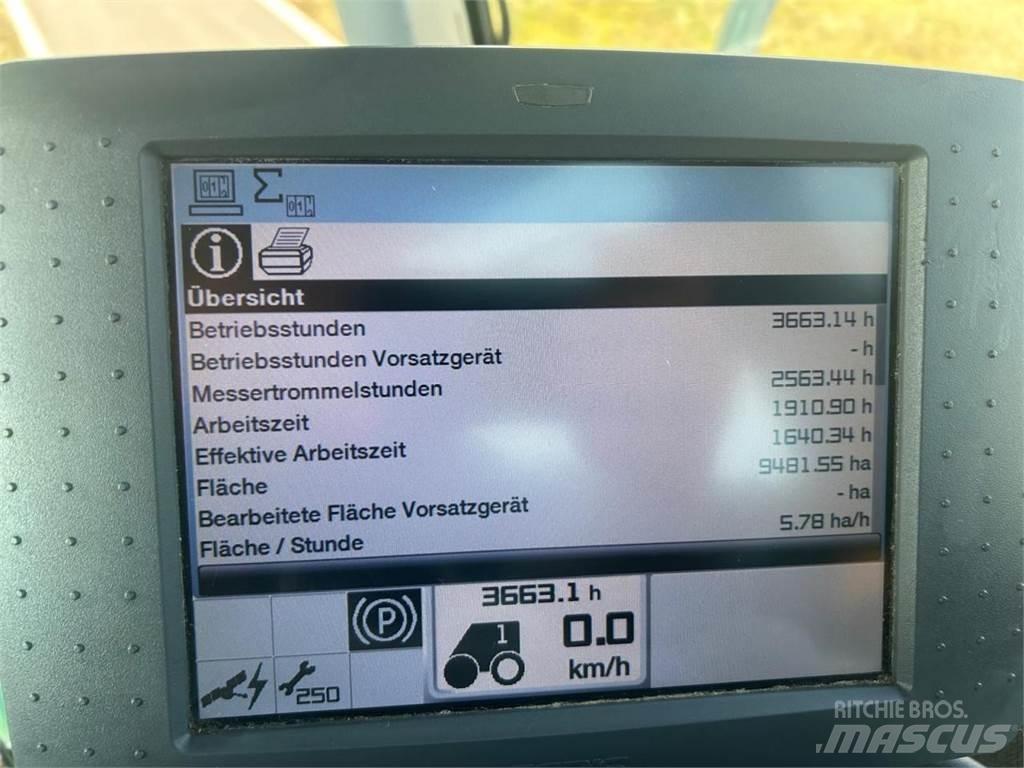 Übersicht
Betriebsstunden 3663.14 h
Betriebsstunden Vorsatzgerät - h
Messertrommelstunden 2563.44 h
Arbeitszeit 1910.90 h
Effektive Arbeitszeit 1640.34 h
Fläche 9481.55 ha
Bearbeitete Fläche Vorsatzgerät - ha
Fläche / Stunde 5.78 ha/h
3663.1 h
P
1
0.0
km/h
250
RITCHIE BROS.
MASCUS